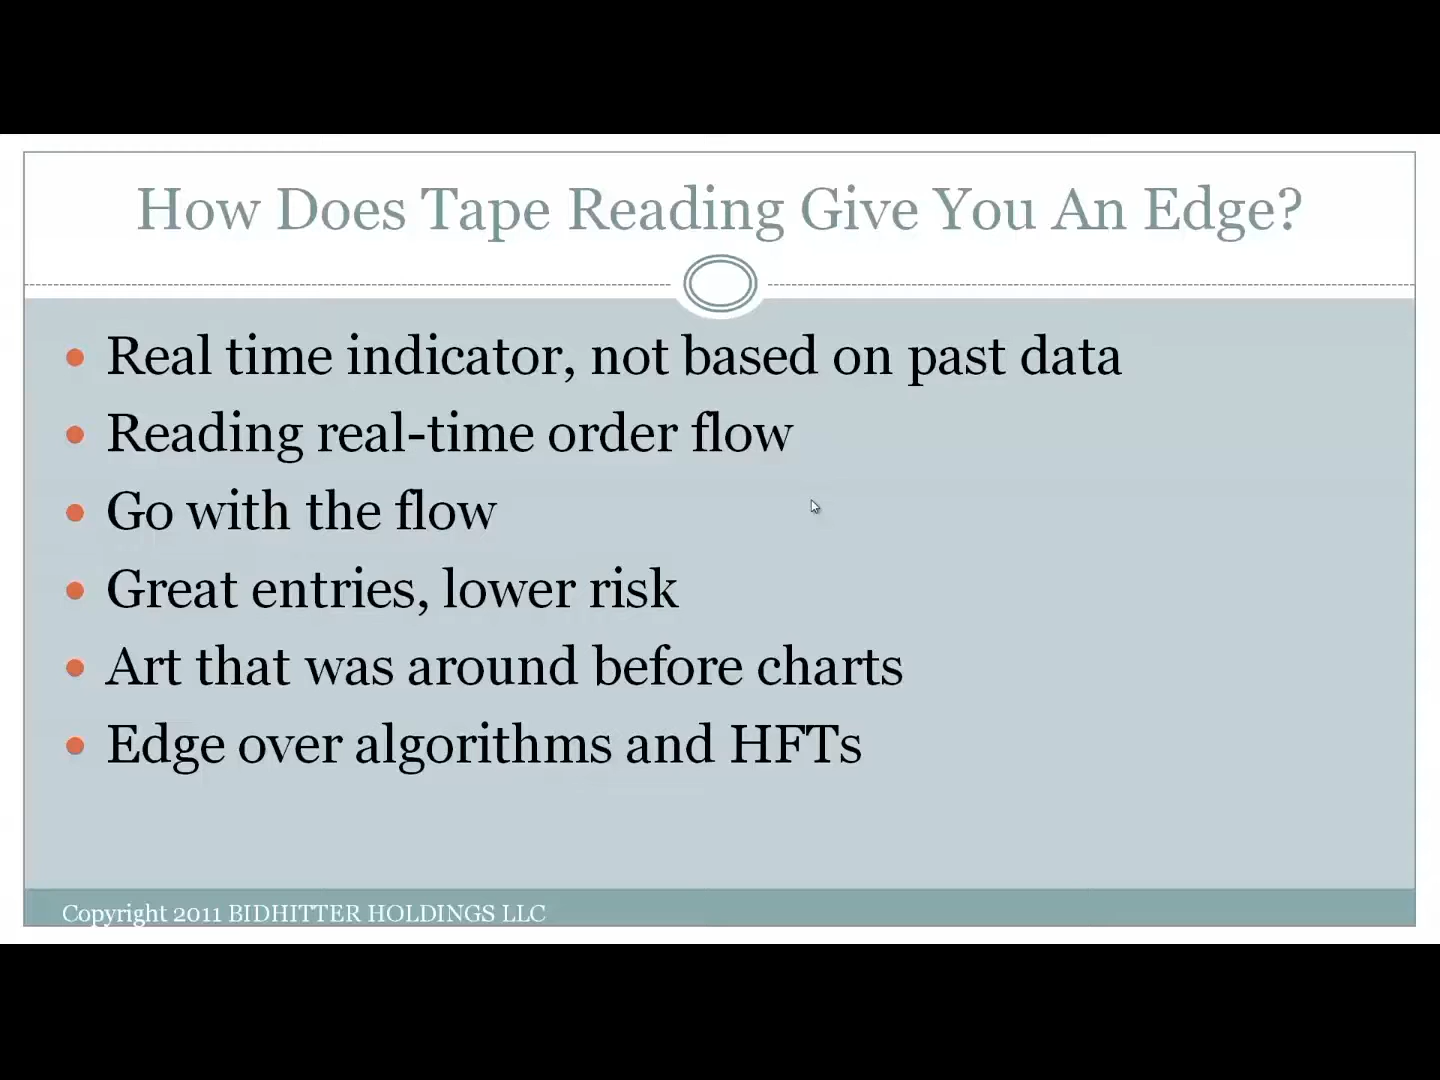 How Does Tape Reading Give You An Edge?
Real time indicator, not based on past data
Reading real-time order flow
Go with the flow
Great entries, lower risk
Art that was around before charts
Edge over algorithms and HFTs
Copyright 2011 BIDHITTER HOLDINGS LLC